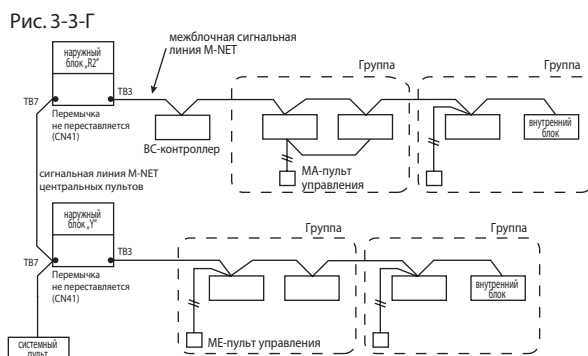 Рис. 3-3-Г
наружный
блок „R2"
межблочная сигнальная
линия M-NET
TB7
TB3
Перемычка
не переставляется
(CN41)
BC-контроллер
Группа
MA-пульт
управления
Группа
внутренний
блок
сигнальная линия M-NET
центральных пультов
наружный
блок „Y"
TB7
TB3
Перемычка
не переставляется
(CN41)
Группа
ME-пульт управления
Группа
внутренний
блок
системный
пульт